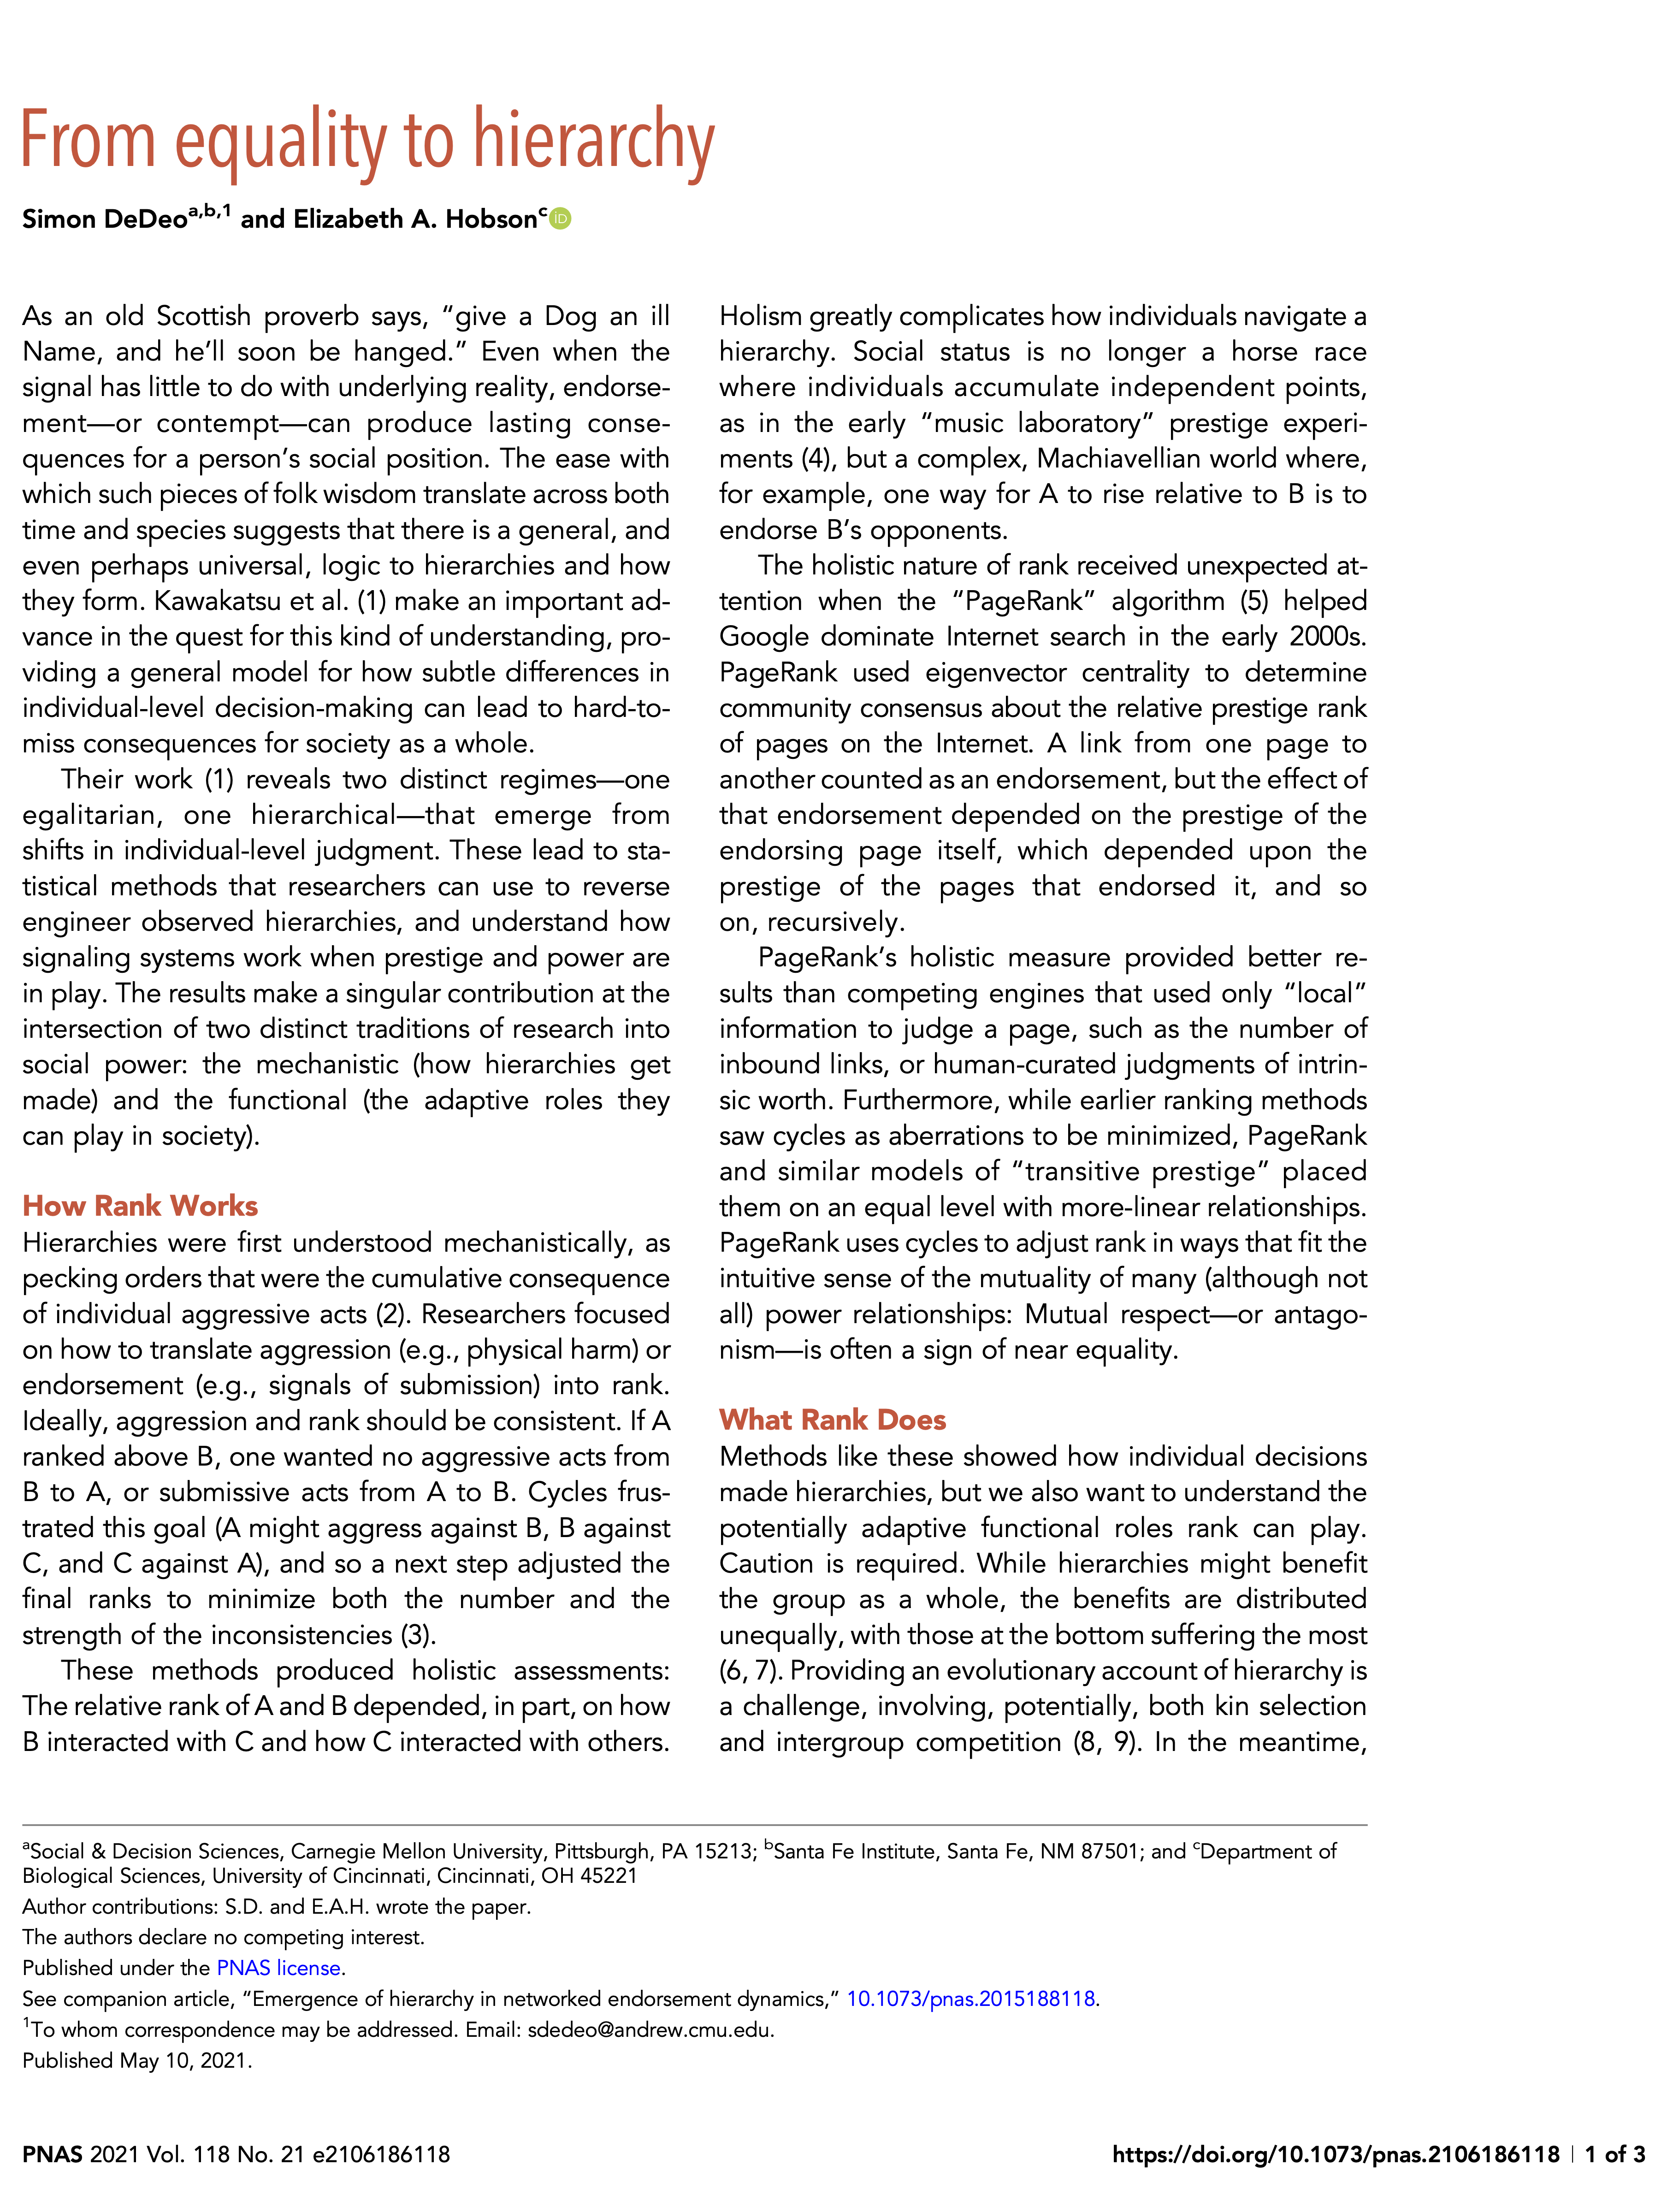 From equality to hierarchy
Simon DeDeoa,b,1 and Elizabeth A. Hobsonc iD
As an old Scottish proverb says, “give a Dog an ill
Name, and he’ll soon be hanged.” Even when the
signal has little to do with underlying reality, endorse-
ment—or contempt—can produce lasting conse-
quences for a person’s social position. The ease with
which such pieces of folk wisdom translate across both
time and species suggests that there is a general, and
even perhaps universal, logic to hierarchies and how
they form. Kawakatsu et al. (1) make an important ad-
vance in the quest for this kind of understanding, pro-
viding a general model for how subtle differences in
individual-level decision-making can lead to hard-to-
miss consequences for society as a whole.
Their work (1) reveals two distinct regimes—one
egalitarian, one hierarchical—that emerge from
shifts in individual-level judgment. These lead to sta-
tistical methods that researchers can use to reverse
engineer observed hierarchies, and understand how
signaling systems work when prestige and power are
in play. The results make a singular contribution at the
intersection of two distinct traditions of research into
social power: the mechanistic (how hierarchies get
made) and the functional (the adaptive roles they
can play in society).
How Rank Works
Hierarchies were first understood mechanistically, as
pecking orders that were the cumulative consequence
of individual aggressive acts (2). Researchers focused
on how to translate aggression (e.g., physical harm) or
endorsement (e.g., signals of submission) into rank.
Ideally, aggression and rank should be consistent. If A
ranked above B, one wanted no aggressive acts from
B to A, or submissive acts from A to B. Cycles frus-
trated this goal (A might aggress against B, B against
C, and C against A), and so a next step adjusted the
final ranks to minimize both the number and the
strength of the inconsistencies (3).
These methods produced holistic assessments:
The relative rank of A and B depended, in part, on how
B interacted with C and how C interacted with others.
Holism greatly complicates how individuals navigate a
hierarchy. Social status is no longer a horse race
where individuals accumulate independent points,
as in the early “music laboratory” prestige experi-
ments (4), but a complex, Machiavellian world where,
for example, one way for A to rise relative to B is to
endorse B’s opponents.
The holistic nature of rank received unexpected at-
tention when the “PageRank” algorithm (5) helped
Google dominate Internet search in the early 2000s.
PageRank used eigenvector centrality to determine
community consensus about the relative prestige rank
of pages on the Internet. A link from one page to
another counted as an endorsement, but the effect of
that endorsement depended on the prestige of the
endorsing page itself, which depended upon the
prestige of the pages that endorsed it, and so
on, recursively.
PageRank’s holistic measure provided better re-
sults than competing engines that used only “local”
information to judge a page, such as the number of
inbound links, or human-curated judgments of intrin-
sic worth. Furthermore, while earlier ranking methods
saw cycles as aberrations to be minimized, PageRank
and similar models of “transitive prestige” placed
them on an equal level with more-linear relationships.
PageRank uses cycles to adjust rank in ways that fit the
intuitive sense of the mutuality of many (although not
all) power relationships: Mutual respect—or antago-
nism—is often a sign of near equality.
What Rank Does
Methods like these showed how individual decisions
made hierarchies, but we also want to understand the
potentially adaptive functional roles rank can play.
Caution is required. While hierarchies might benefit
the group as a whole, the benefits are distributed
unequally, with those at the bottom suffering the most
(6, 7). Providing an evolutionary account of hierarchy is
a challenge, involving, potentially, both kin selection
and intergroup competition (8, 9). In the meantime,
aSocial & Decision Sciences, Carnegie Mellon University, Pittsburgh, PA 15213; bSanta Fe Institute, Santa Fe, NM 87501; and cDepartment of
Biological Sciences, University of Cincinnati, Cincinnati, OH 45221
Author contributions: S.D. and E.A.H. wrote the paper.
The authors declare no competing interest.
Published under the PNAS license.
See companion article, “Emergence of hierarchy in networked endorsement dynamics,” 10.1073/pnas.2015188118.
1To whom correspondence may be addressed. Email: sdedeo@andrew.cmu.edu.
Published May 10, 2021.
PNAS 2021 Vol. 118 No. 21 e2106186118
https://doi.org/10.1073/pnas.2106186118 | 1 of 3